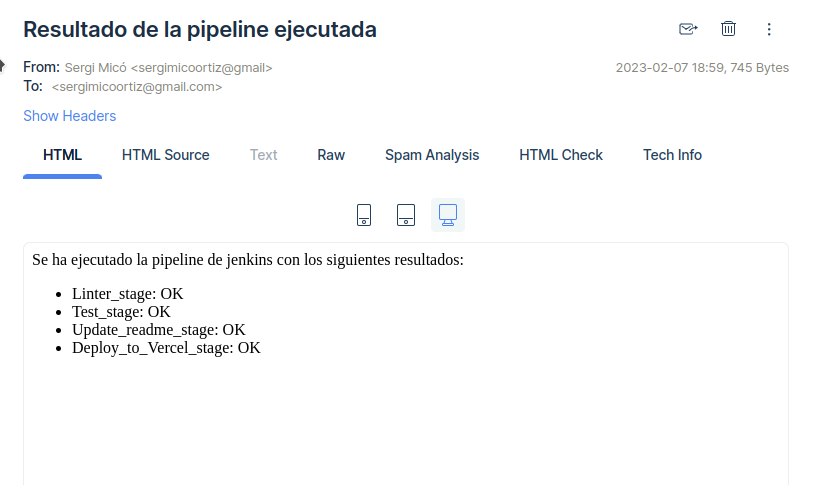 Resultado de la pipeline ejecutada
From: Sergi Micó <sergimicoortiz@gmail>
2023-02-07 18:59, 745 Bytes
To: <sergimicoortiz@gmail.com>
Show Headers
HTML HTML Source Text Raw Spam Analysis HTML Check Tech Info
Se ha ejecutado la pipeline de jenkins con los siguientes resultados:
• Linter_stage: OK
• Test_stage: OK
• Update_readme_stage: OK
• Deploy_to_Vercel_stage: OK